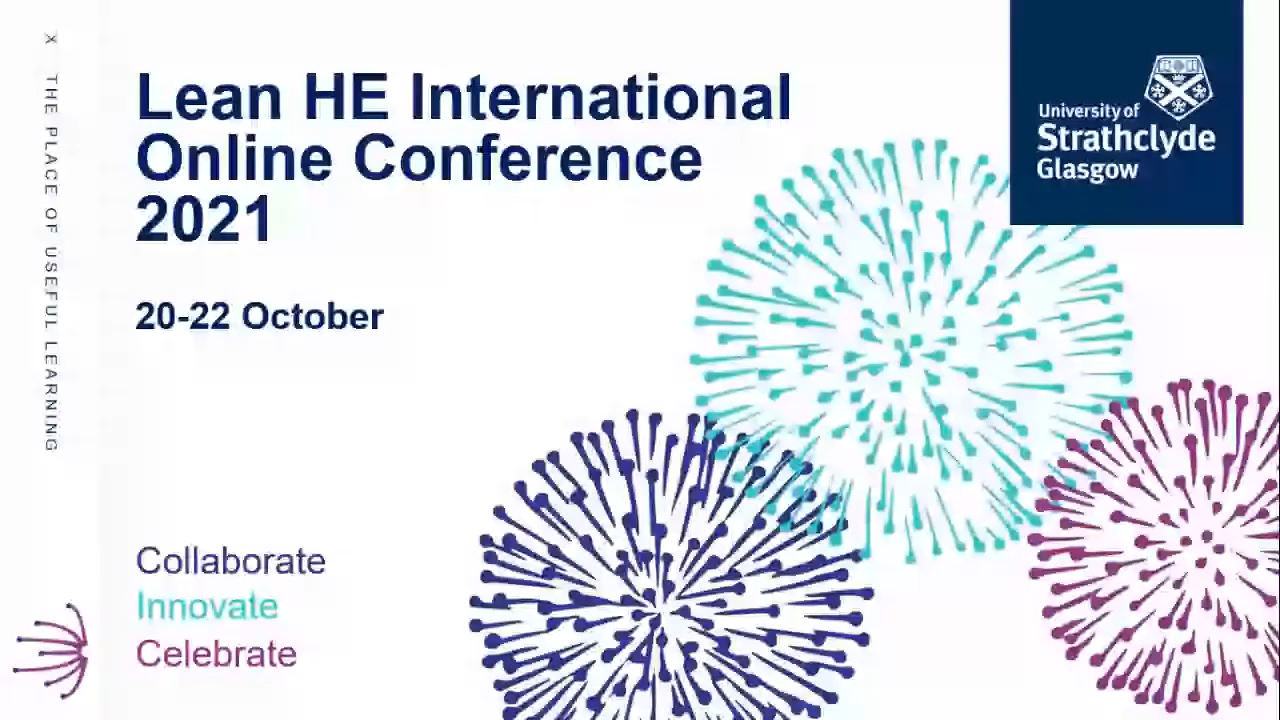 X THE PLACE OF USEFUL LEARNING
Lean HE International
Online Conference
2021
20-22 October
Collaborate
Innovate
Celebrate
University of
Strathclyde
Glasgow